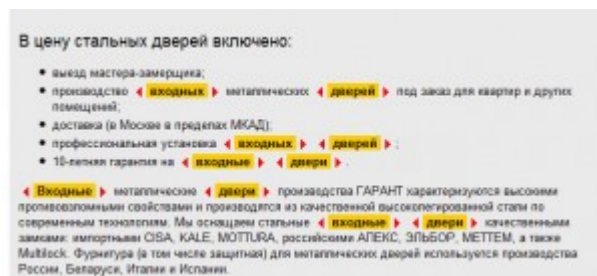 В цену стальных дверей включено:
выезд мастера-замерщика;
производство входных металлических дверей под заказ для квартир и других
помещений;
доставка (в Москве в пределах МКАД);
профессиональная установка входных дверей ;
10-летняя гарантия на входные двери .
Входные металлические двери производства ГАРАНТ характеризуются высокими
противовзломными свойствами и производятся из качественной высоколегированной стали по
современным технологиям. Мы оснащаем стальные входные двери качественными
замками: импортными CISA, KALE, MOTTURA, российскими АПЕКС, ЭЛЬБОР, МЕТТЕМ, а также
Multilock. Фурнитура (в том числе защитная) для металлических дверей используется производства
России, Беларуси, Италии и Испании.